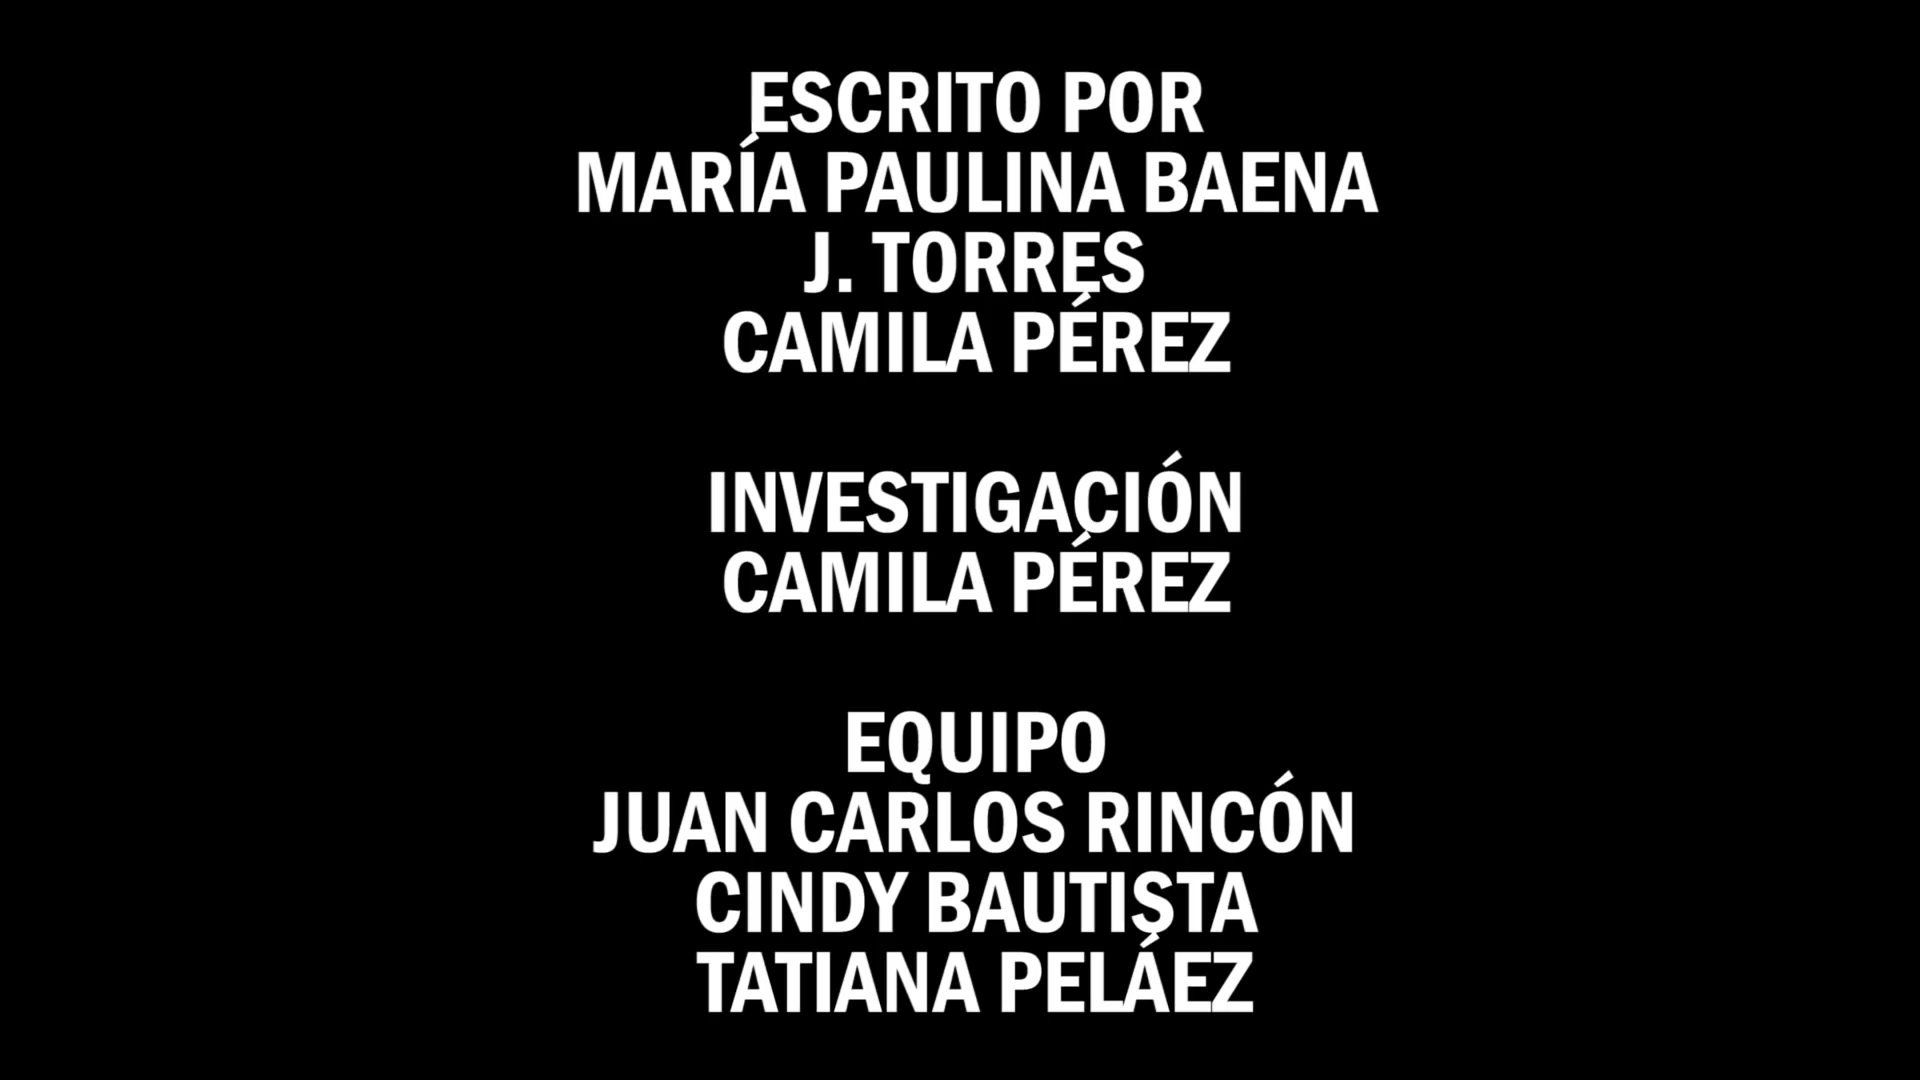 ESCRITO POR
MARÍA PAULINA BAENA
J. TORRES
CAMILA PÉREZ
INVESTIGACIÓN
CAMILA PÉREZ
EQUIPO
JUAN CARLOS RINCÓN
CINDY BAUTISTA
TATIANA PELÁEZ